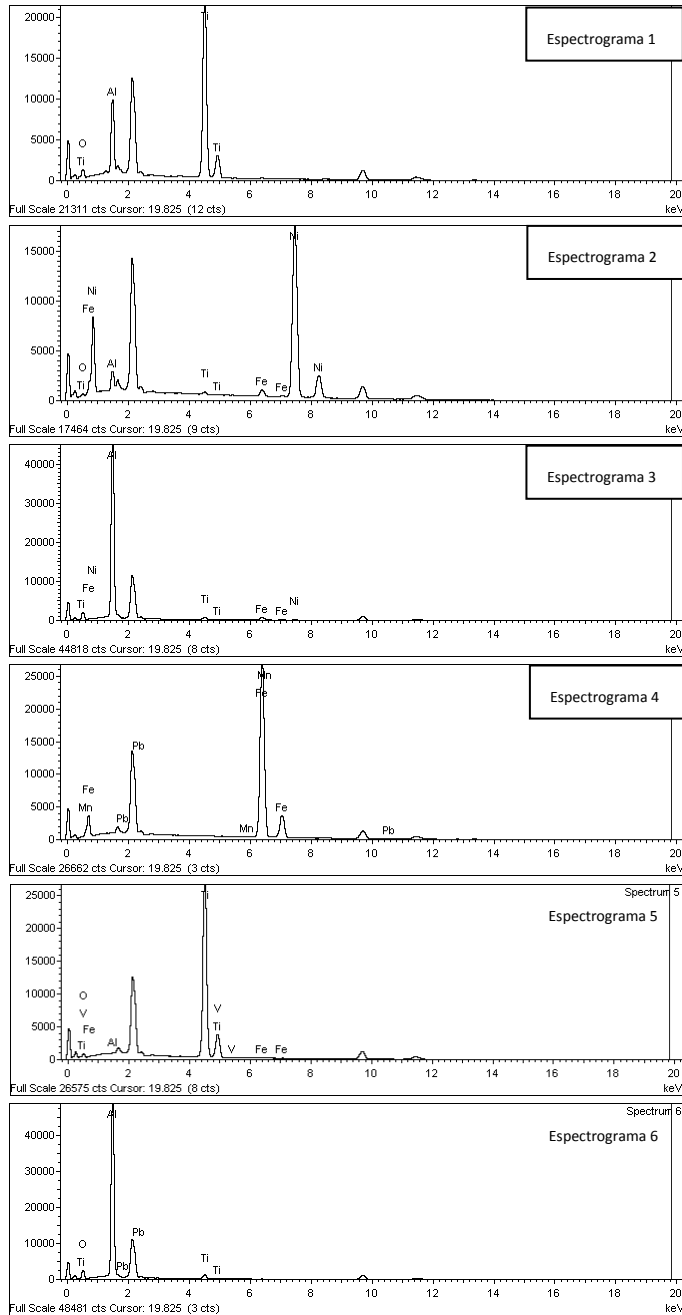 Espectrograma 1
20000
15000
10000
5000
0
Ti
Al
O
Ti
Ti
0 2 4 6 8 10 12 14 16 18 20
Full Scale 21311 cts Cursor: 19.825 (12 cts) keV
Espectrograma 2
15000
10000
5000
0
Ni
Ni
Fe
O
Al
Ti
Ti
Ti
Fe
Fe
Ni
0 2 4 6 8 10 12 14 16 18 20
Full Scale 17464 cts Cursor: 19.825 (9 cts) keV
Espectrograma 3
40000
30000
20000
10000
0
Al
Ni
Fe
Ti
Ti
Ti
Fe
Fe
Ni
0 2 4 6 8 10 12 14 16 18 20
Full Scale 44818 cts Cursor: 19.825 (8 cts) keV
Espectrograma 4
25000
20000
15000
10000
5000
0
Mn
Fe
Pb
Fe
Mn
Pb
Mn
Fe
Pb
0 2 4 6 8 10 12 14 16 18 20
Full Scale 26662 cts Cursor: 19.825 (3 cts) keV
Spectrum 5
Espectrograma 5
25000
20000
15000
10000
5000
0
Ti
O
V
Fe
Ti
Al
V
Ti
V
Fe
Fe
0 2 4 6 8 10 12 14 16 18 20
Full Scale 26575 cts Cursor: 19.825 (8 cts) keV
Spectrum 6
Espectrograma 6
40000
30000
20000
10000
0
Al
O
Ti
Pb
Pb
Ti
Ti
0 2 4 6 8 10 12 14 16 18 20
Full Scale 48481 cts Cursor: 19.825 (3 cts) keV